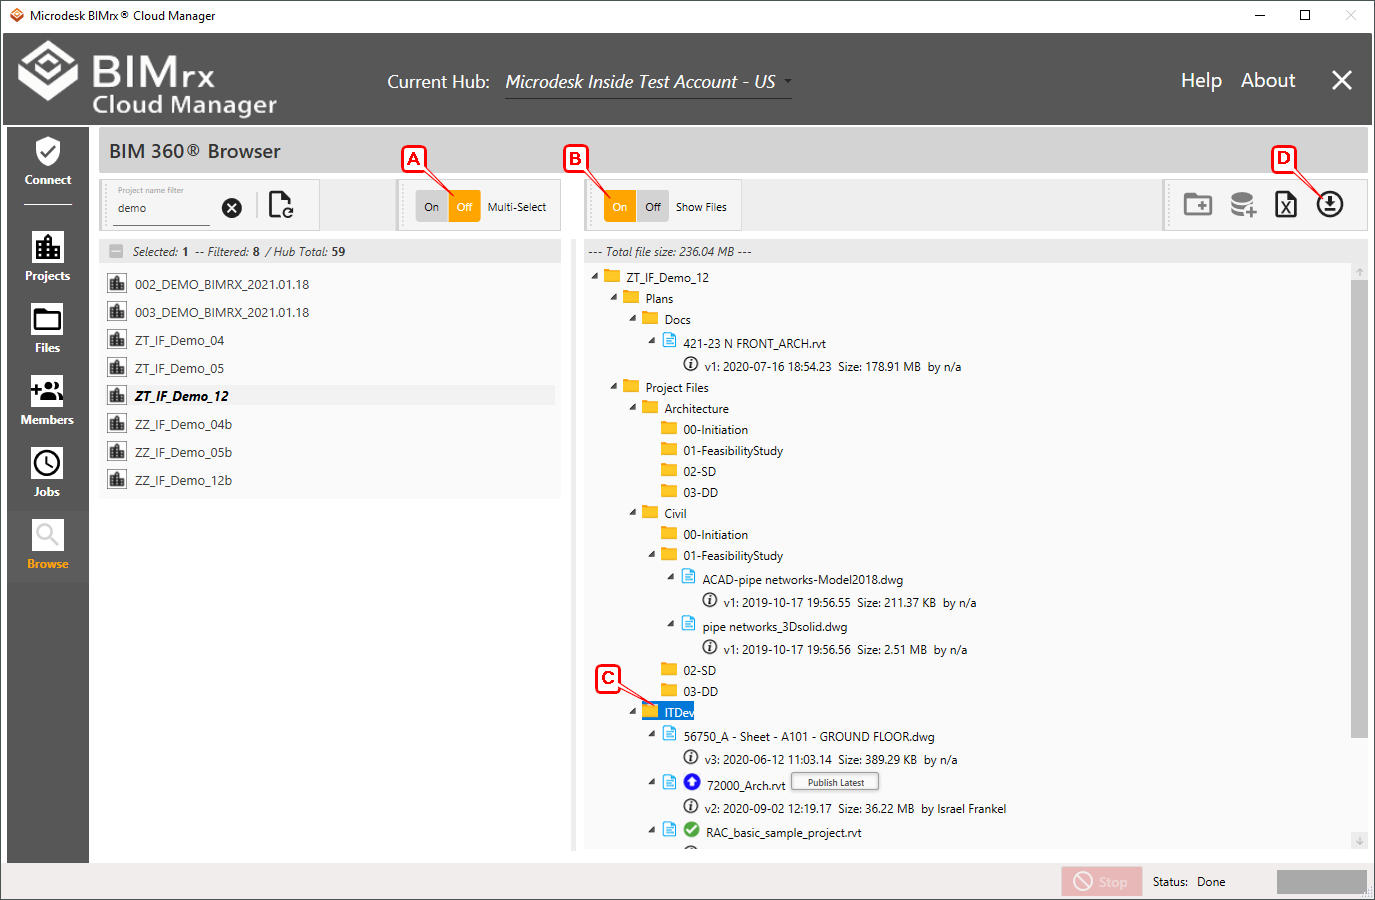 Microdesk BIMrx® Cloud Manager
BIMrx
Cloud Manager
Current Hub: Microdesk Inside Test Account - US
Help About
Connect
Projects
Files
Members
Jobs
Browse
BIM 360® Browser
A
B
D
Project name filter
demo
On Off Multi-Select
On Off Show Files
Selected: 1 -- Filtered: 8 / Hub Total: 59
002_DEMO_BIMRX_2021.01.18
003_DEMO_BIMRX_2021.01.18
ZT_IF_Demo_04
ZT_IF_Demo_05
ZT_IF_Demo_12
ZZ_IF_Demo_04b
ZZ_IF_Demo_05b
ZZ_IF_Demo_12b
--- Total file size: 236.04 MB ---
ZT_IF_Demo_12
Plans
Docs
421-23 N FRONT_ARCH.rvt
v1: 2020-07-16 18:54.23 Size: 178.91 MB by n/a
Project Files
Architecture
00-Initiation
01-FeasibilityStudy
02-SD
03-DD
Civil
00-Initiation
01-FeasibilityStudy
ACAD-pipe networks-Model2018.dwg
v1: 2019-10-17 19:56.55 Size: 211.37 KB by n/a
pipe networks_3Dsolid.dwg
v1: 2019-10-17 19:56.56 Size: 2.51 MB by n/a
02-SD
03-DD
C
ITDev
56750_A - Sheet - A101 - GROUND FLOOR.dwg
v3: 2020-06-12 11:03.14 Size: 389.29 KB by n/a
72000_Arch.rvt Publish Latest
v2: 2020-09-02 12:19.17 Size: 36.22 MB by Israel Frankel
RAC_basic_sample_project.rvt
Stop Status: Done